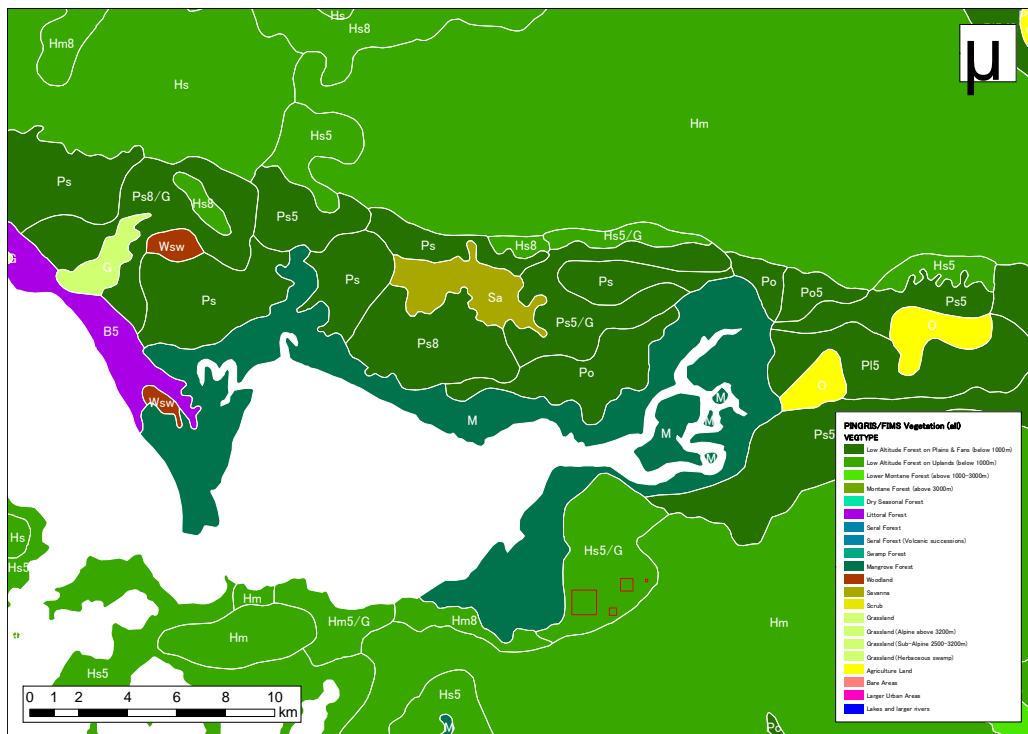 Hs
Hs8
Hm8
µ
Hs
Hm
Hs5
Ps
Ps8/G
Hs8
Ps5
Hs5/G
Ps
Hs8
Wsw
G
G
Hs5
Ps
Ps
Ps
Po
Po5
Sa
Ps5
B5
Ps5/G
O
Ps8
Po
Pl5
O
Wsw
M
M
M
M
M
Ps5
PINGRIS/FIMS Vegetation (all)
VEGTYPE
Low Altitude Forest on Plains & Fans (below 1000m)
Low Altitude Forest on Uplands (below 1000m)
Lower Montane Forest (above 1000-3000m)
Montane Forest (above 3000m)
Dry Seasonal Forest
Littoral Forest
Seral Forest
Seral Forest (Volcanic successions)
Swamp Forest
Mangrove Forest
Woodland
Savanna
Scrub
Grassland
Grassland (Alpine above 3200m)
Grassland (Sub-Alpine 2500-3200m)
Grassland (Herbaceous swamp)
Agriculture Land
Bare Areas
Larger Urban Areas
Lakes and larger rivers
Hs
Hs5/G
Hs5
Hm
Hm5/G
Hm8
Hm
Hm
Hs5
Hs5
M
Po
0 1 2 4 6 8 10
km